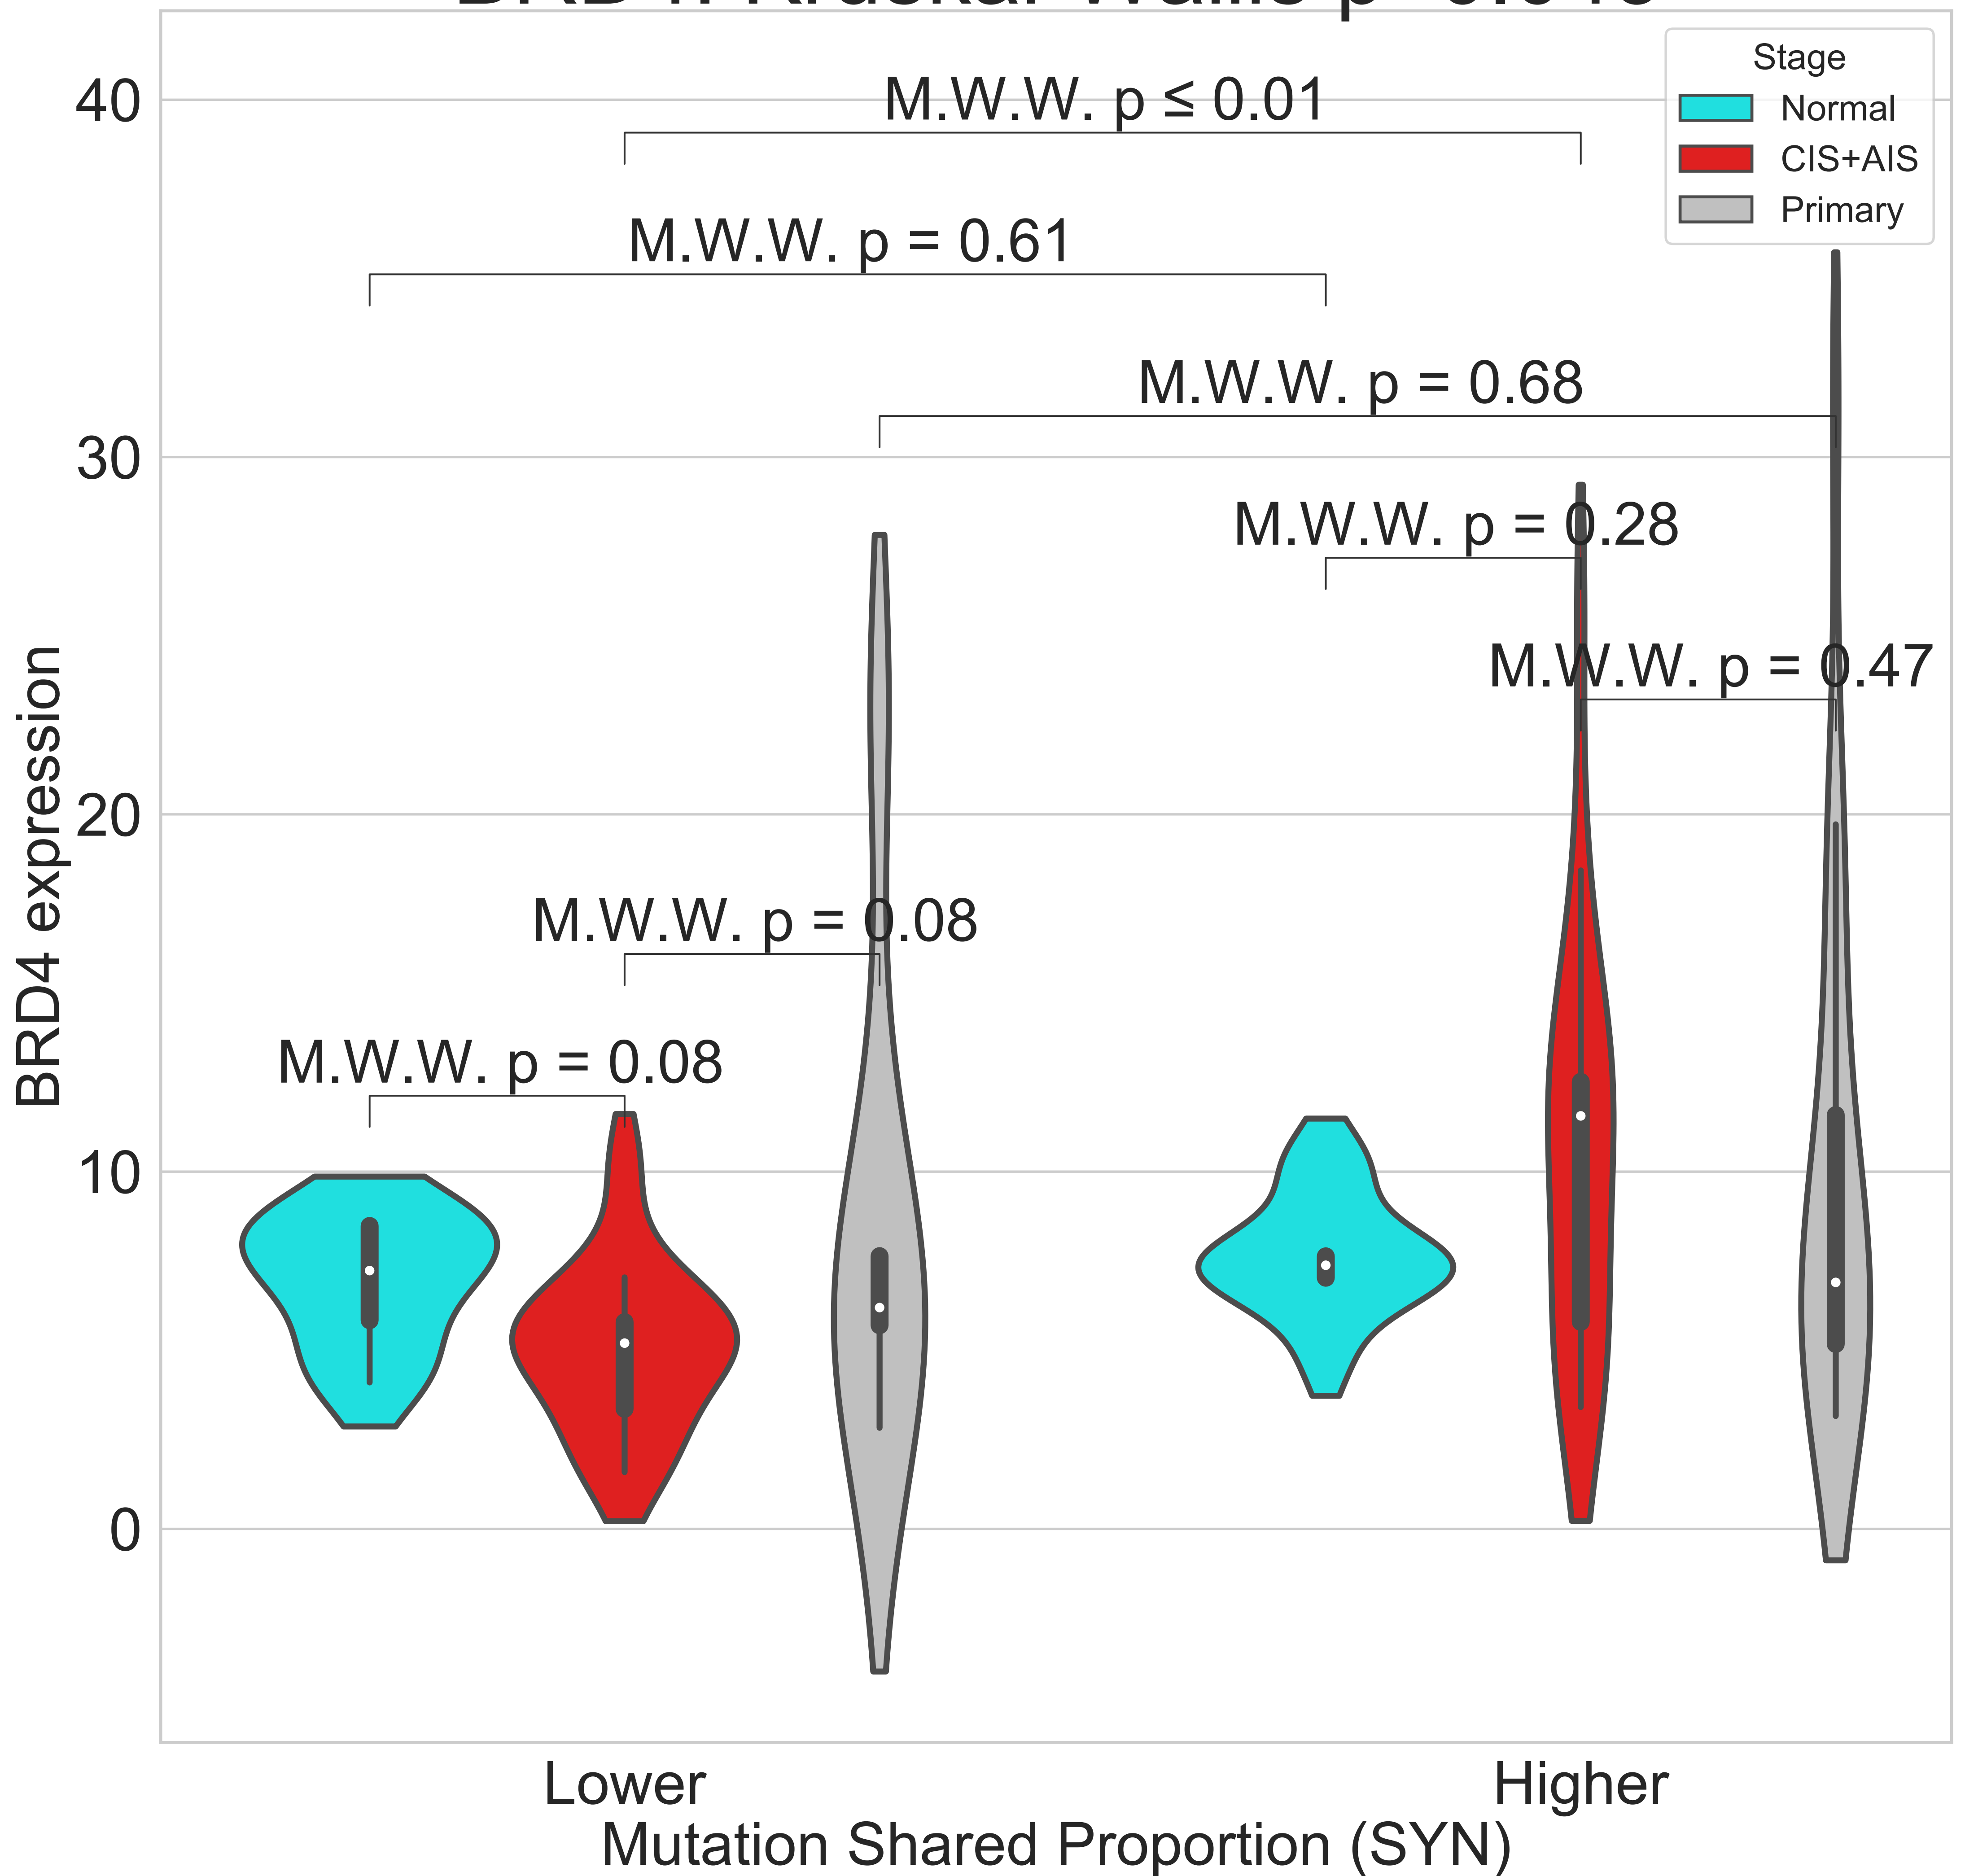 Stage
Normal
CIS+AIS
Primary
M.W.W. p ≤ 0.01
M.W.W. p = 0.61
M.W.W. p = 0.68
M.W.W. p = 0.28
M.W.W. p = 0.47
M.W.W. p = 0.08
M.W.W. p = 0.08
40
30
20
10
0
BRD4 expression
Lower
Higher
Mutation Shared Proportion (SYN)